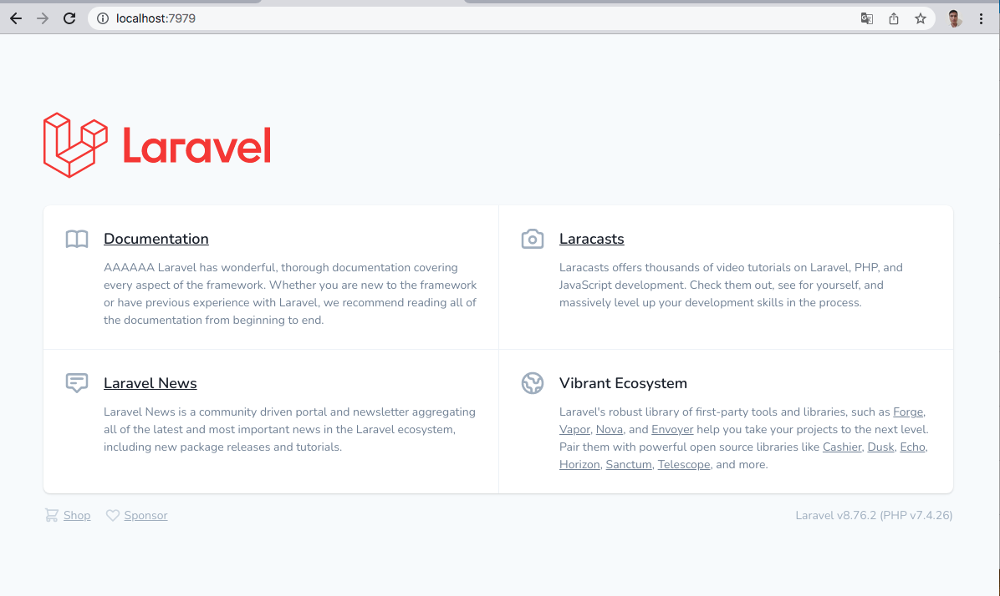 localhost:7979
Laravel
Documentation
AAAAAA Laravel has wonderful, thorough documentation covering
every aspect of the framework. Whether you are new to the framework
or have previous experience with Laravel, we recommend reading all of
the documentation from beginning to end.
Laracasts
Laracasts offers thousands of video tutorials on Laravel, PHP, and
JavaScript development. Check them out, see for yourself, and
massively level up your development skills in the process.
Laravel News
Laravel News is a community driven portal and newsletter aggregating
all of the latest and most important news in the Laravel ecosystem,
including new package releases and tutorials.
Vibrant Ecosystem
Laravel's robust library of first-party tools and libraries, such as Forge,
Vapor, Nova, and Envoyer help you take your projects to the next level.
Pair them with powerful open source libraries like Cashier, Dusk, Echo,
Horizon, Sanctum, Telescope, and more.
Shop Sponsor
Laravel v8.76.2 (PHP v7.4.26)